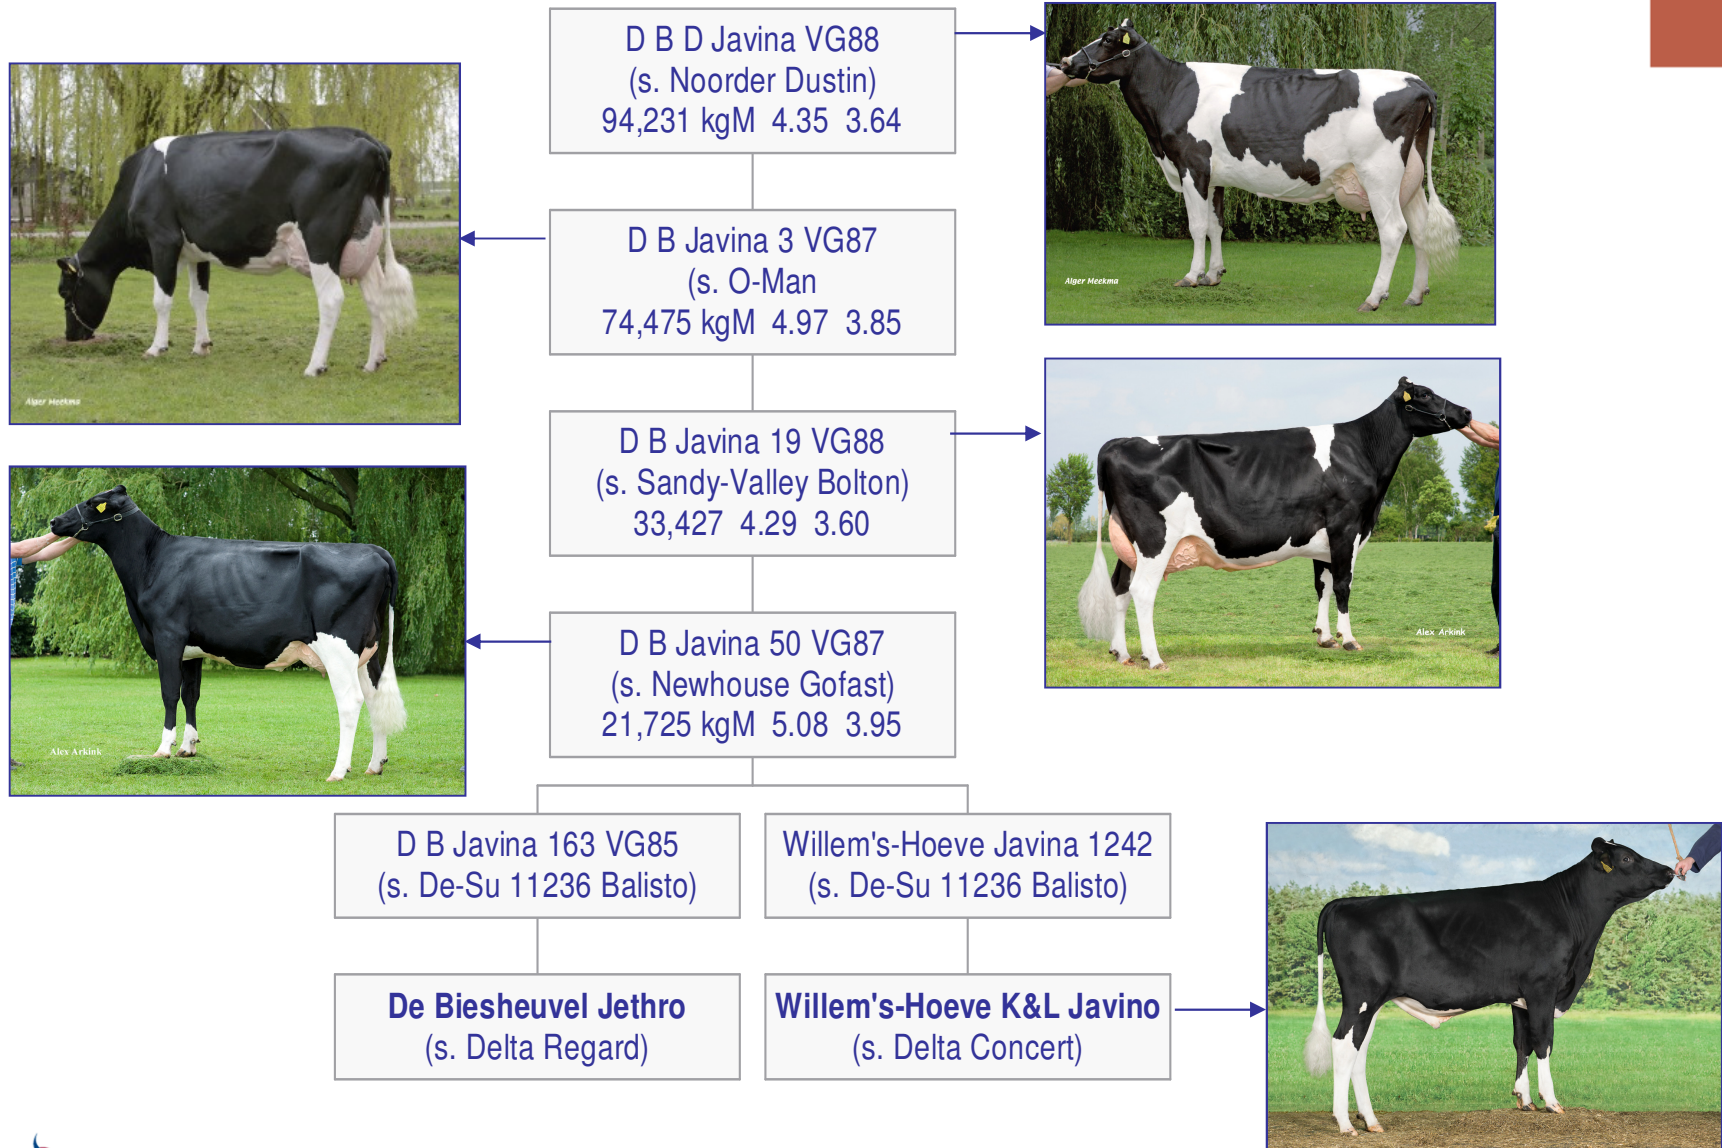 D B D Javina VG88
(s. Noorder Dustin)
94,231 kgM 4.35 3.64
Alger Meekma
D B Javina 3 VG87
(s. O-Man
74,475 kgM 4.97 3.85
Alger Meekma
D B Javina 19 VG88
(s. Sandy-Valley Bolton)
33,427 4.29 3.60
Alex Arkink
D B Javina 50 VG87
(s. Newhouse Gofast)
21,725 kgM 5.08 3.95
Alex Arkink
D B Javina 163 VG85
(s. De-Su 11236 Balisto)
Willem's-Hoeve Javina 1242
(s. De-Su 11236 Balisto)
De Biesheuvel Jethro
(s. Delta Regard)
Willem's-Hoeve K&L Javino
(s. Delta Concert)